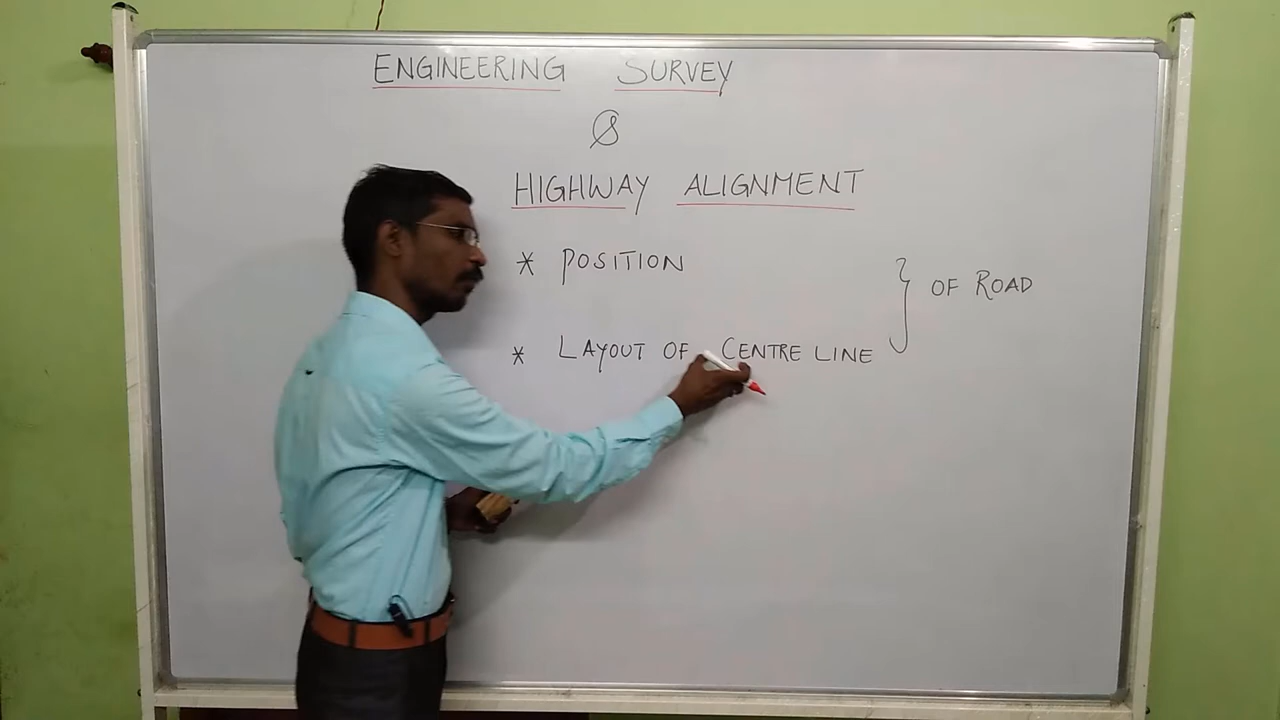 ENGINEERING SURVEY
&
HIGHWAY ALIGNMENT
* POSITION
* LAYOUT OF CENTRE LINE
} OF ROAD